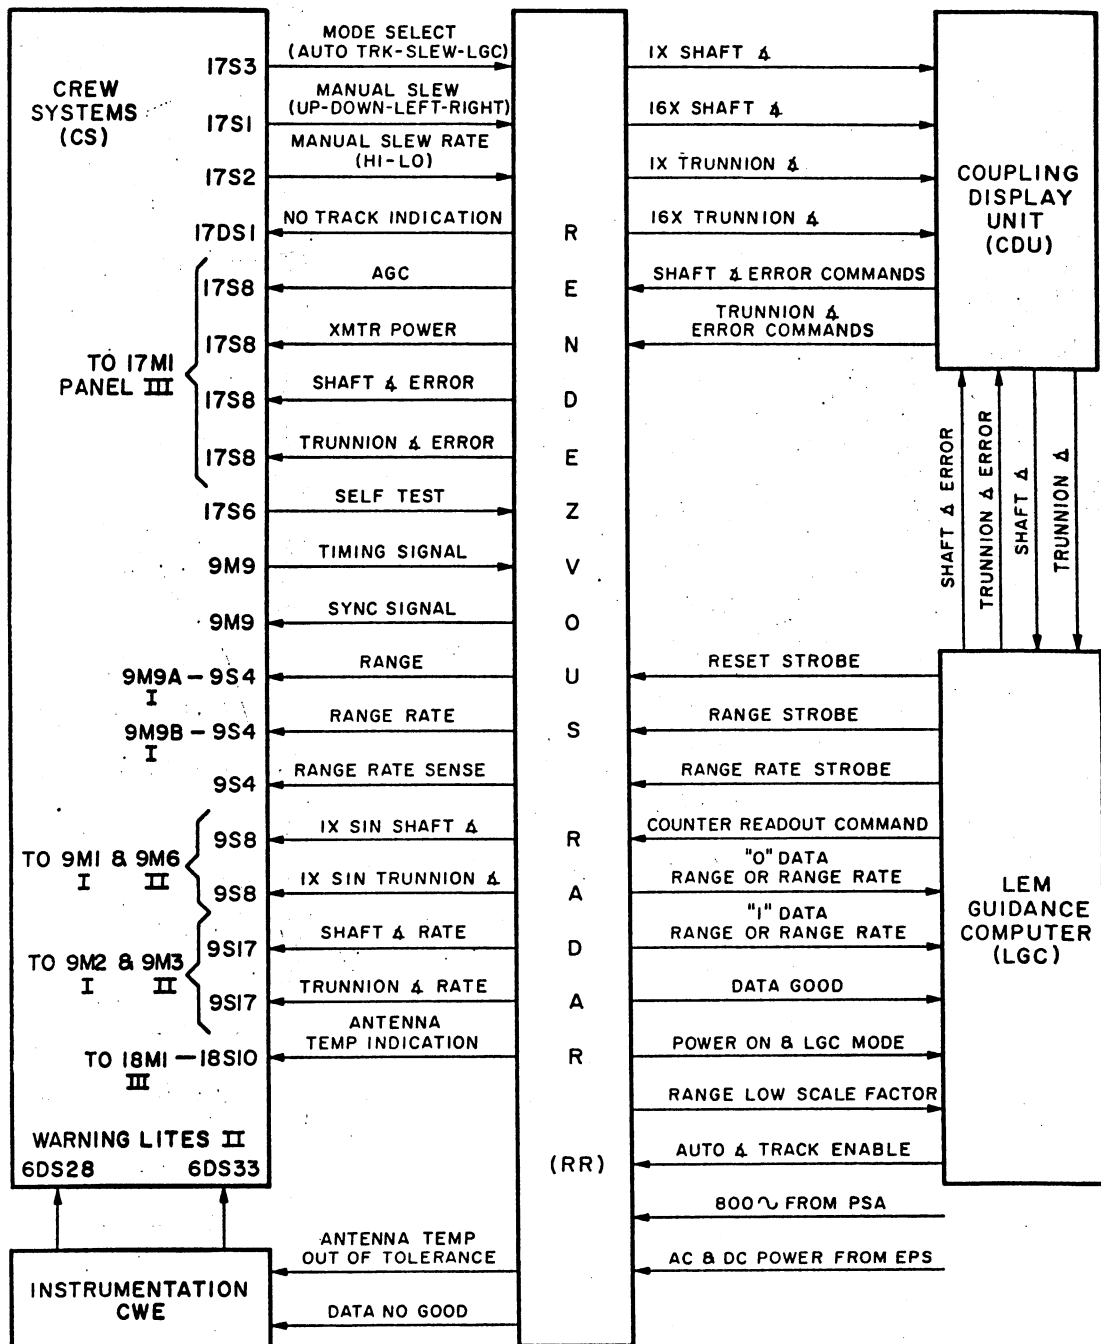 CREW
SYSTEMS
(CS)
17S3
17S1
17S2
17DS1
17S8
17S8
17S8
17S8
TO 17M1
PANEL III
17S6
9M9
9M9
9M9A - 9S4
I
9M9B - 9S4
I
9S4
9S8
9S8
TO 9M1 & 9M6
I II
9S17
9S17
TO 9M2 & 9M3
I II
TO 18M1 - 18S10
III
WARNING LITES II
6DS28 6DS33
INSTRUMENTATION
CWE
MODE SELECT
(AUTO TRK-SLEW-LGC)
MANUAL SLEW
(UP-DOWN-LEFT-RIGHT)
MANUAL SLEW RATE
(HI-LO)
NO TRACK INDICATION
AGC
XMTR POWER
SHAFT ∡ ERROR
TRUNNION ∡ ERROR
SELF TEST
TIMING SIGNAL
SYNC SIGNAL
RANGE
RANGE RATE
RANGE RATE SENSE
1X SIN SHAFT ∡
1X SIN TRUNNION ∡
SHAFT ∡ RATE
TRUNNION ∡ RATE
ANTENNA
TEMP INDICATION
ANTENNA TEMP
OUT OF TOLERANCE
DATA NO GOOD
RENDEZVOUS
RADAR
(RR)
1X SHAFT ∡
16X SHAFT ∡
1X TRUNNION ∡
16X TRUNNION ∡
SHAFT ∡ ERROR COMMANDS
TRUNNION ∡
ERROR COMMANDS
RESET STROBE
RANGE STROBE
RANGE RATE STROBE
COUNTER READOUT COMMAND
"0" DATA
RANGE OR RANGE RATE
"1" DATA
RANGE OR RANGE RATE
DATA GOOD
POWER ON & LGC MODE
RANGE LOW SCALE FACTOR
AUTO ∡ TRACK ENABLE
800∿ FROM PSA
AC & DC POWER FROM EPS
COUPLING
DISPLAY
UNIT
(CDU)
SHAFT ∡ ERROR
TRUNNION ∡ ERROR
SHAFT ∡
TRUNNION ∡
LEM
GUIDANCE
COMPUTER
(LGC)